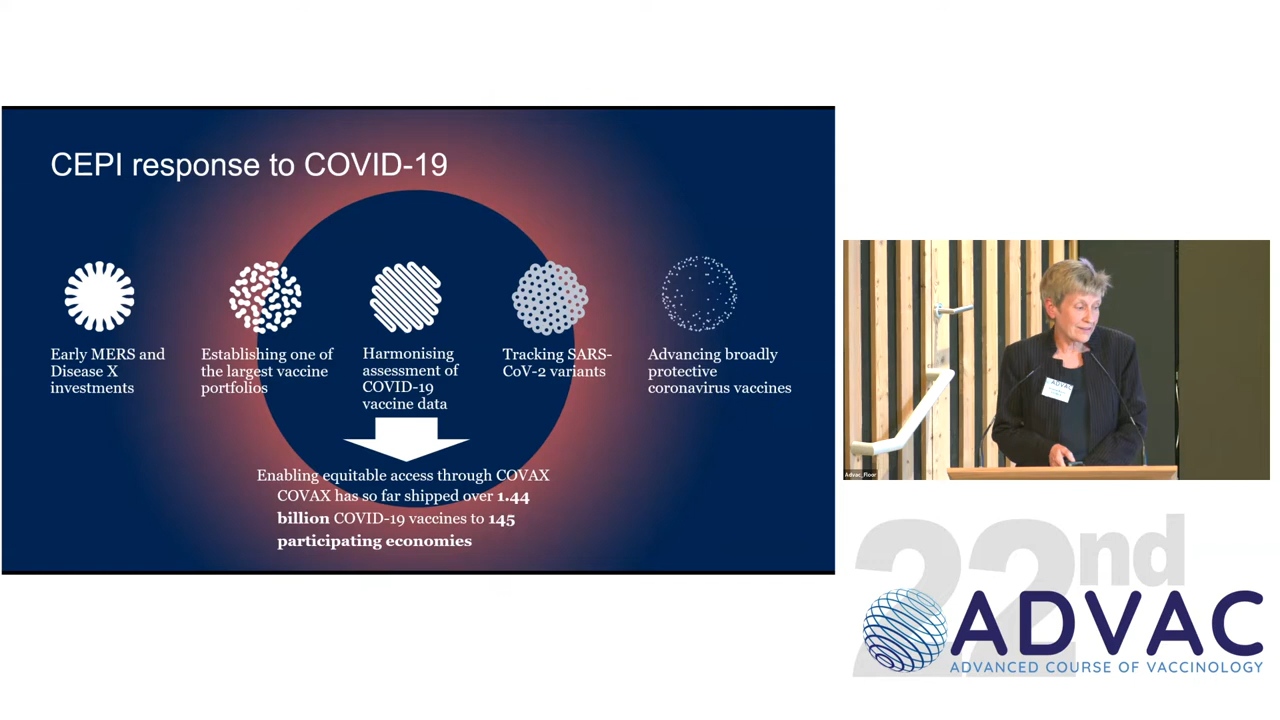 CEPI response to COVID-19
Early MERS and
Disease X
investments
Establishing one of
the largest vaccine
portfolios
Harmonising
assessment of
COVID-19
vaccine data
Tracking SARS-
CoV-2 variants
Advancing broadly
protective
coronavirus vaccines
Enabling equitable access through COVAX
COVAX has so far shipped over 1.44
billion COVID-19 vaccines to 145
participating economies
ADVAC
Advac_Floor
22nd
ADVAC
ADVANCED COURSE OF VACCINOLOGY